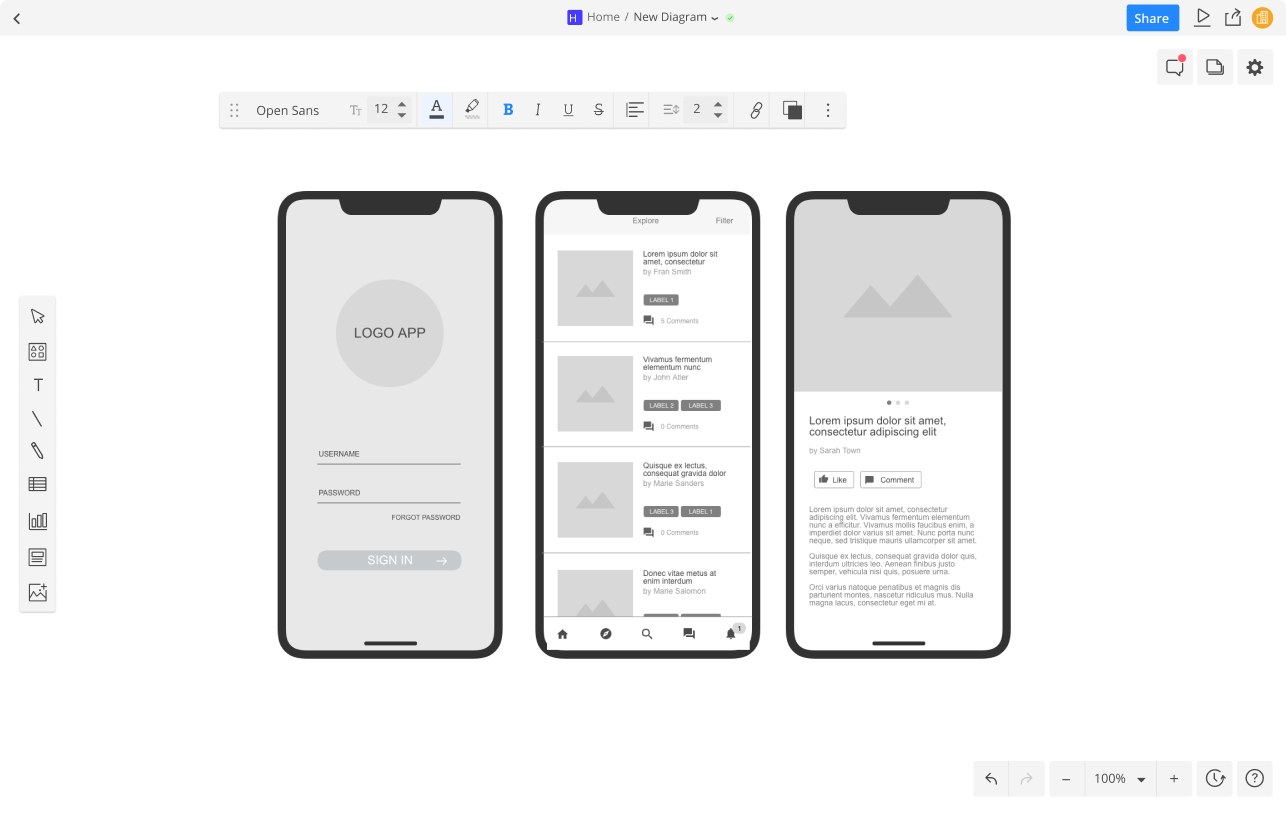 H Home / New Diagram
Share
Open Sans
TT 12 A B I U S 2
T
LOGO APP
USERNAME
PASSWORD
FORGOT PASSWORD
SIGN IN
Explore Filter
Lorem ipsum dolor sit
amet, consectetur
by Fran Smith
LABEL 1
5 Comments
Vivamus fermentum
elementum nunc
by John Atler
LABEL 2 LABEL 3
0 Comments
Quisque ex lectus,
consequat gravida dolor
by Marie Sanders
LABEL 3 LABEL 1
0 Comments
Donec vitae metus at
enim interdum
by Marie Salomon
1
Lorem ipsum dolor sit amet,
consectetur adipiscing elit
by Sarah Town
Like Comment
Lorem ipsum dolor sit amet, consectetur
adipiscing elit. Vivamus fermentum elementum
nunc a efficitur. Vivamus mollis faucibus enim, a
imperdiet dolor varius sit amet. Nunc porta nunc
neque, sed tristique mauris ullamcorper sit amet.
Quisque ex lectus, consequat gravida dolor quis,
interdum ultricies leo. Aenean finibus justo
semper, vehicula nisi quis, posuere urna.
Orci varius natoque penatibus et magnis dis
parturient montes, nascetur ridiculus mus. Nulla
magna lacus, consectetur eget mi at.
− 100% + ?